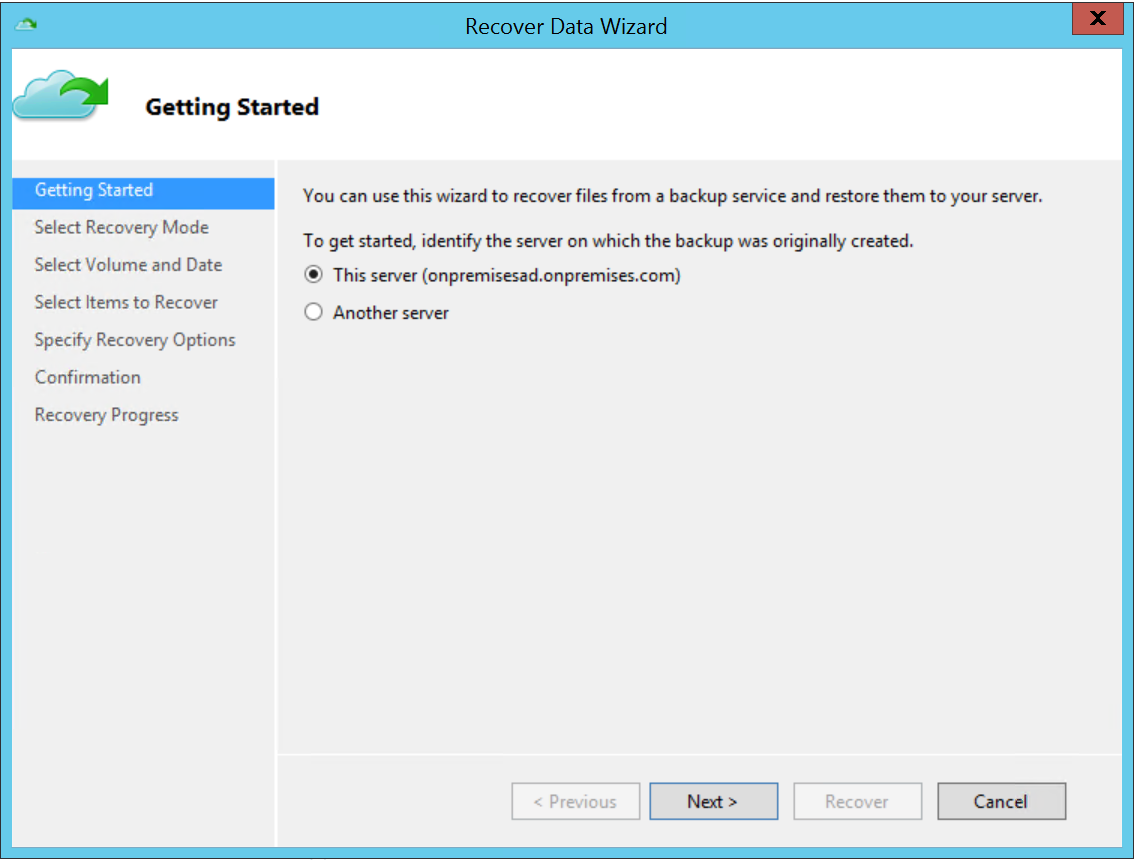 Recover Data Wizard
X
Getting Started
Getting Started
Select Recovery Mode
Select Volume and Date
Select Items to Recover
Specify Recovery Options
Confirmation
Recovery Progress
You can use this wizard to recover files from a backup service and restore them to your server.
To get started, identify the server on which the backup was originally created.
This server (onpremisesad.onpremises.com)
Another server
< Previous
Next >
Recover
Cancel